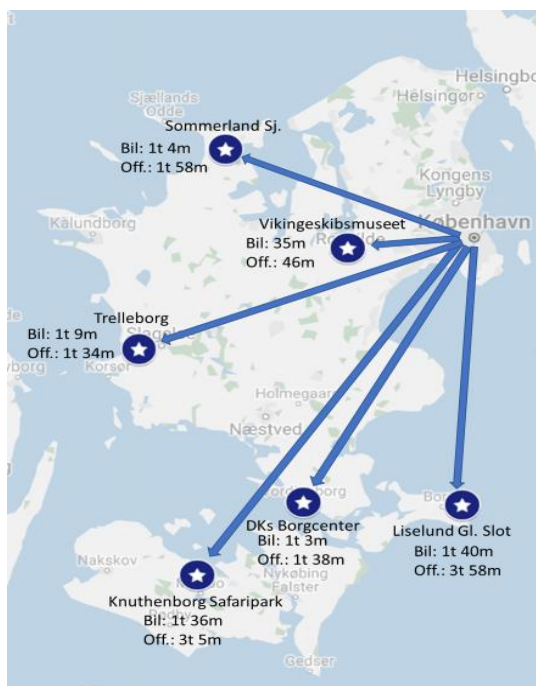 Helsingbo
Helsingør
Sjællands
Odde
Sommerland Sj.
Bil: 1t 4m
Off.: 1t 58m
Kongens
Lyngby
Kalundborg
Vikingeskibsmuseet
København
Bil: 35m
Off.: 46m
Trelleborg
Bil: 1t 9m
Off.: 1t 34m
Korsør
Holmegaard
Næstved
DKs Borgcenter
Bil: 1t 3m
Off.: 1t 38m
Liselund Gl. Slot
Bil: 1t 40m
Off.: 3t 58m
Nakskov
Nykøbing
Falster
Knuthenborg Safaripark
Bil: 1t 36m
Off.: 3t 5m
Gedser